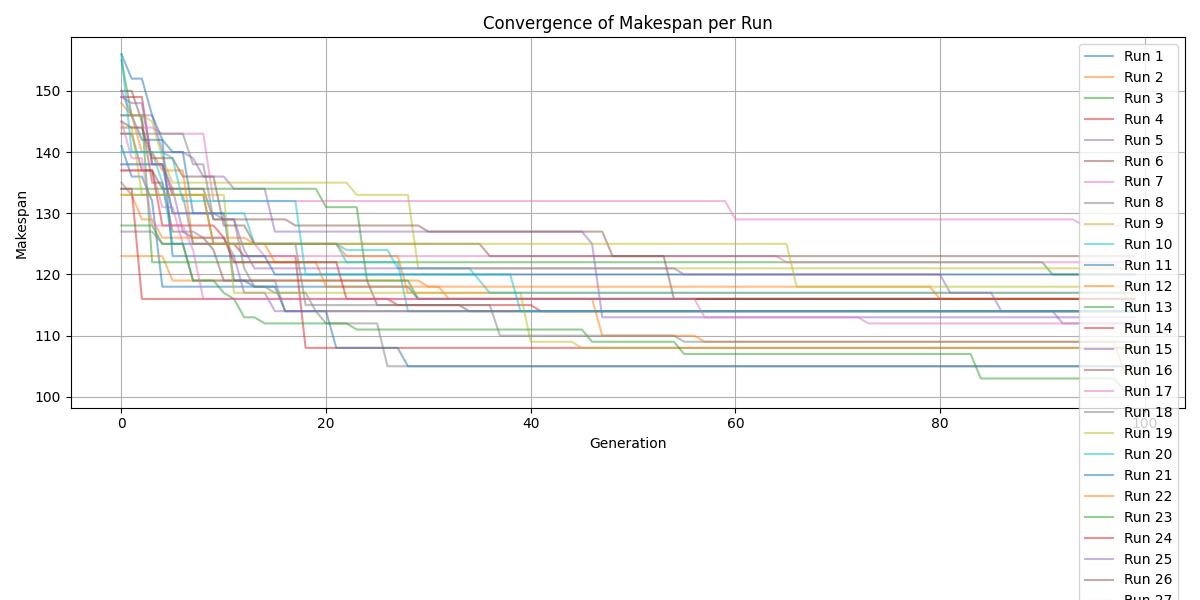 Convergence of Makespan per Run
Makespan
150
140
130
120
110
100
0
20
40
60
80
100
Generation
Run 1
Run 2
Run 3
Run 4
Run 5
Run 6
Run 7
Run 8
Run 9
Run 10
Run 11
Run 12
Run 13
Run 14
Run 15
Run 16
Run 17
Run 18
Run 19
Run 20
Run 21
Run 22
Run 23
Run 24
Run 25
Run 26
Run 27